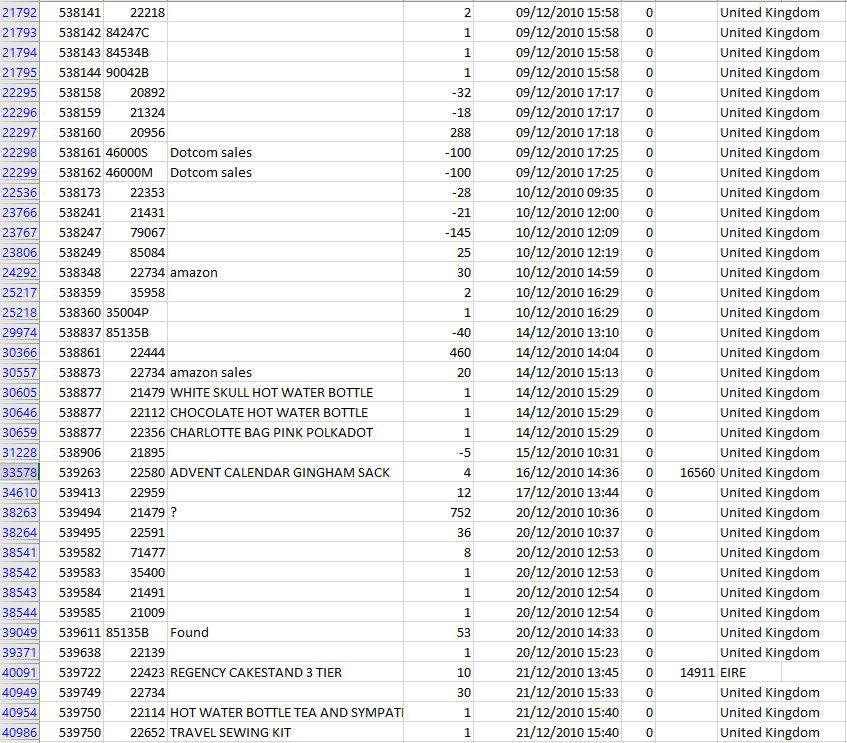 21792 538141 22218 2 09/12/2010 15:58 0 United Kingdom
21793 538142 84247C 1 09/12/2010 15:58 0 United Kingdom
21794 538143 84534B 1 09/12/2010 15:58 0 United Kingdom
21795 538144 90042B 1 09/12/2010 15:58 0 United Kingdom
22295 538158 20892 -32 09/12/2010 17:17 0 United Kingdom
22296 538159 21324 -18 09/12/2010 17:17 0 United Kingdom
22297 538160 20956 288 09/12/2010 17:18 0 United Kingdom
22298 538161 46000S Dotcom sales -100 09/12/2010 17:25 0 United Kingdom
22299 538162 46000M Dotcom sales -100 09/12/2010 17:25 0 United Kingdom
22536 538173 22353 -28 10/12/2010 09:35 0 United Kingdom
23766 538241 21431 -21 10/12/2010 12:00 0 United Kingdom
23767 538247 79067 -145 10/12/2010 12:09 0 United Kingdom
23806 538249 85084 25 10/12/2010 12:19 0 United Kingdom
24292 538348 22734 amazon 30 10/12/2010 14:59 0 United Kingdom
25217 538359 35958 2 10/12/2010 16:29 0 United Kingdom
25218 538360 35004P 1 10/12/2010 16:29 0 United Kingdom
29974 538837 85135B -40 14/12/2010 13:10 0 United Kingdom
30366 538861 22444 460 14/12/2010 14:04 0 United Kingdom
30557 538873 22734 amazon sales 20 14/12/2010 15:13 0 United Kingdom
30605 538877 21479 WHITE SKULL HOT WATER BOTTLE 1 14/12/2010 15:29 0 United Kingdom
30646 538877 22112 CHOCOLATE HOT WATER BOTTLE 1 14/12/2010 15:29 0 United Kingdom
30659 538877 22356 CHARLOTTE BAG PINK POLKADOT 1 14/12/2010 15:29 0 United Kingdom
31228 538906 21895 -5 15/12/2010 10:31 0 United Kingdom
33578 539263 22580 ADVENT CALENDAR GINGHAM SACK 4 16/12/2010 14:36 0 16560 United Kingdom
34610 539413 22959 12 17/12/2010 13:44 0 United Kingdom
38263 539494 21479 ? 752 20/12/2010 10:36 0 United Kingdom
38264 539495 22591 36 20/12/2010 10:37 0 United Kingdom
38541 539582 71477 8 20/12/2010 12:53 0 United Kingdom
38542 539583 35400 1 20/12/2010 12:53 0 United Kingdom
38543 539584 21491 1 20/12/2010 12:54 0 United Kingdom
38544 539585 21009 1 20/12/2010 12:54 0 United Kingdom
39049 539611 85135B Found 53 20/12/2010 14:33 0 United Kingdom
39371 539638 22139 1 20/12/2010 15:23 0 United Kingdom
40091 539722 22423 REGENCY CAKESTAND 3 TIER 10 21/12/2010 13:45 0 14911 EIRE
40949 539749 22734 30 21/12/2010 15:33 0 United Kingdom
40954 539750 22114 HOT WATER BOTTLE TEA AND SYMPATI 1 21/12/2010 15:40 0 United Kingdom
40986 539750 22652 TRAVEL SEWING KIT 1 21/12/2010 15:40 0 United Kingdom